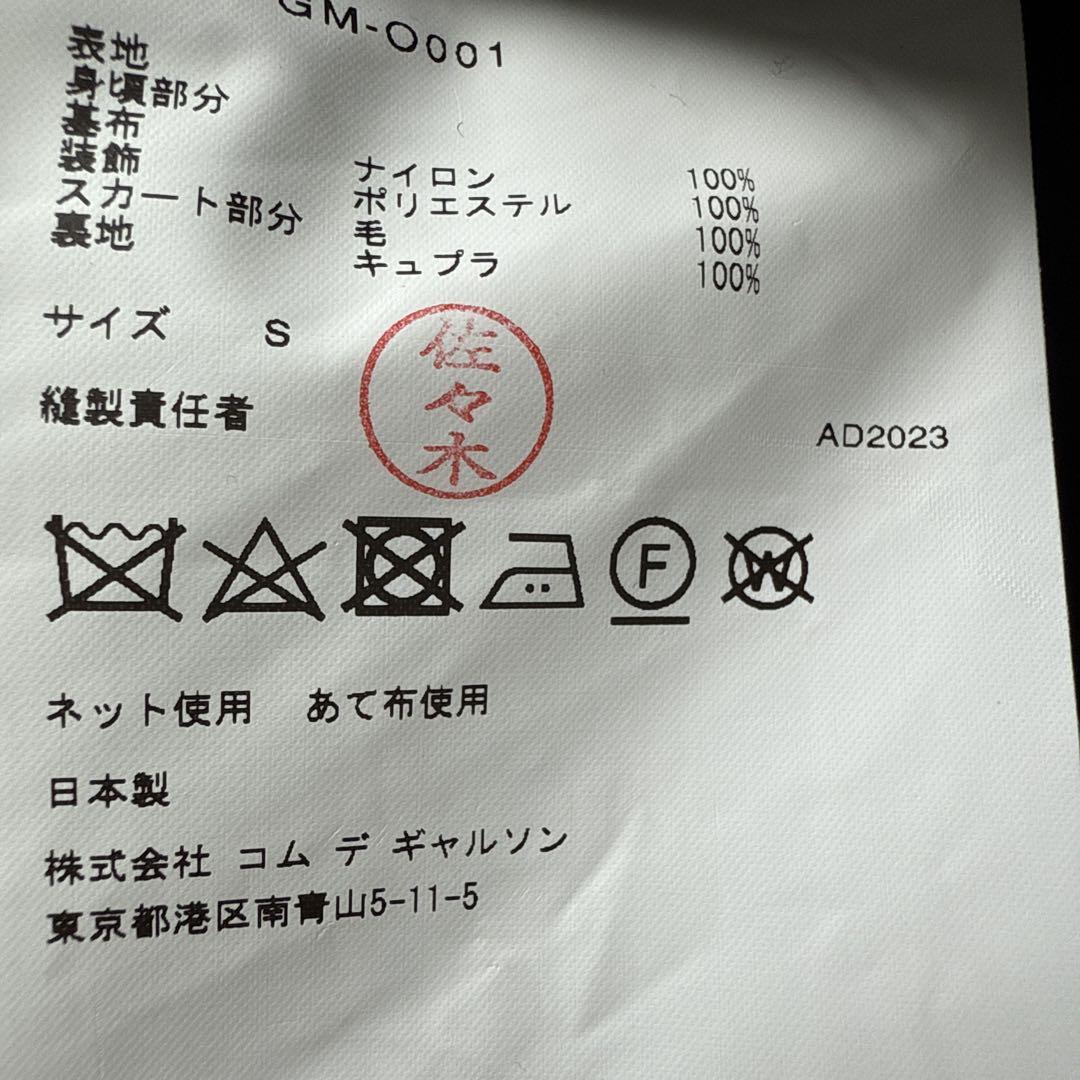 GM-O001
表地
身頃部分
基布 ナイロン 100%
装飾 ポリエステル 100%
スカート部分 毛 100%
裏地 キュプラ 100%
サイズ S
縫製責任者 佐々木
AD2023
F W
ネット使用 あて布使用
日本製
株式会社 コム デ ギャルソン
東京都港区南青山5-11-5